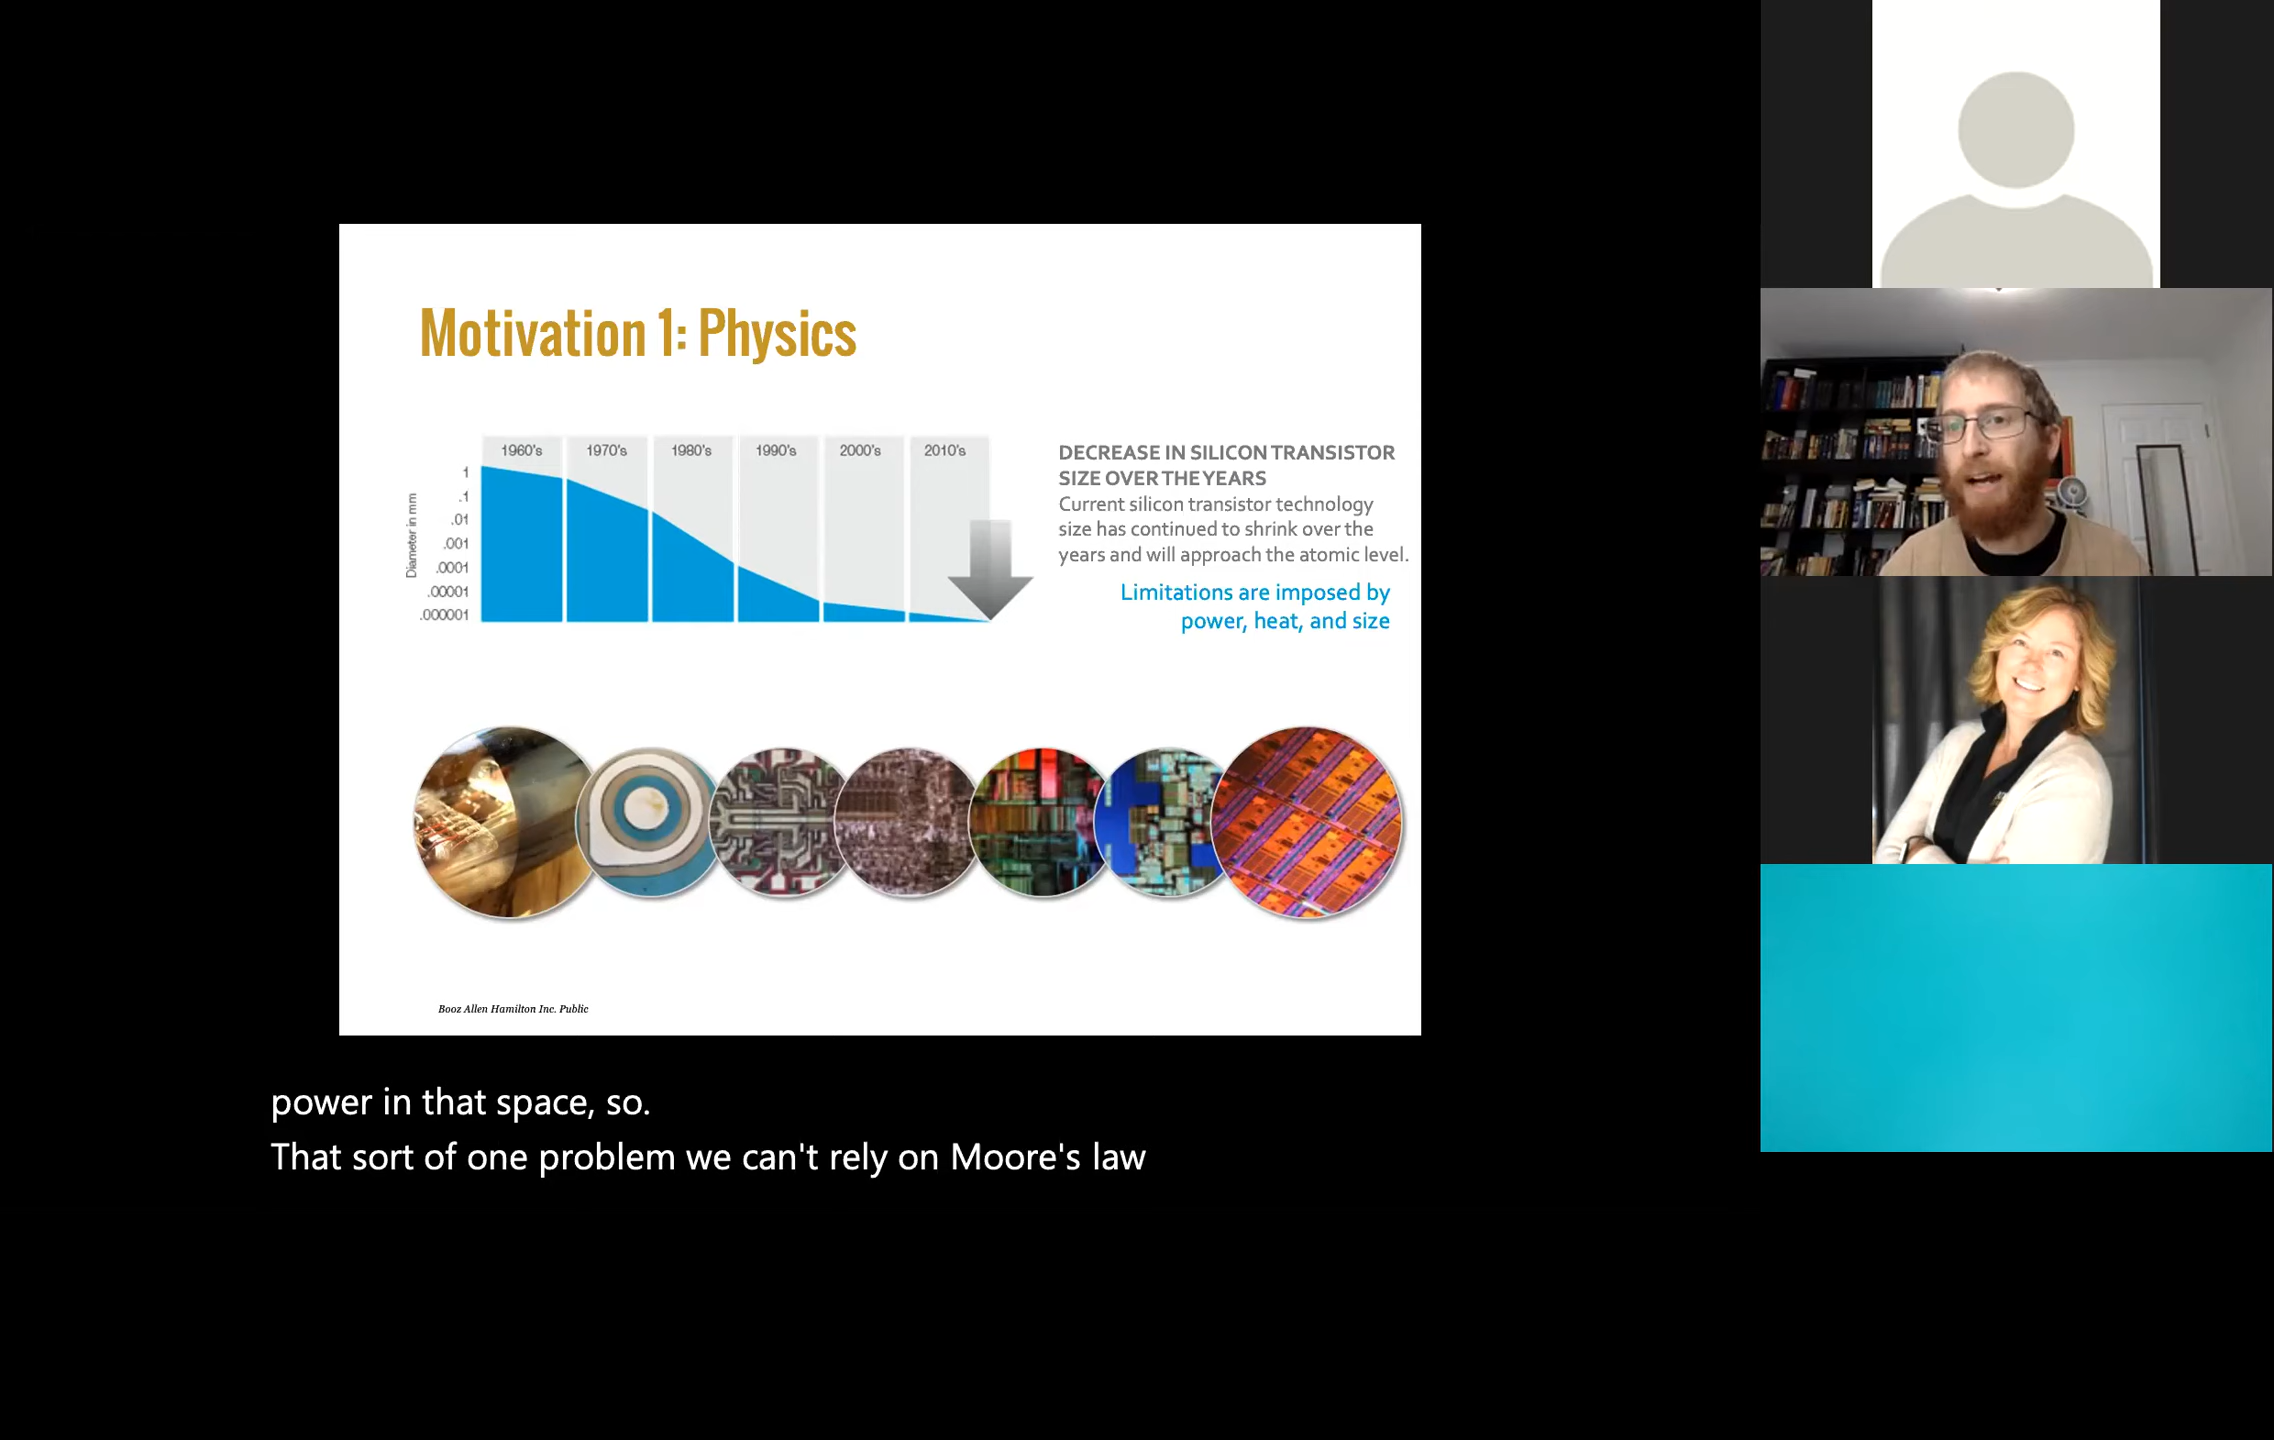 Motivation 1: Physics
1960's 1970's 1980's 1990's 2000's 2010's
Diameter in mm
1
.1
.01
.001
.0001
.00001
.000001
DECREASE IN SILICON TRANSISTOR
SIZE OVER THE YEARS
Current silicon transistor technology
size has continued to shrink over the
years and will approach the atomic level.
Limitations are imposed by
power, heat, and size
Booz Allen Hamilton Inc. Public
power in that space, so.
That sort of one problem we can't rely on Moore's law